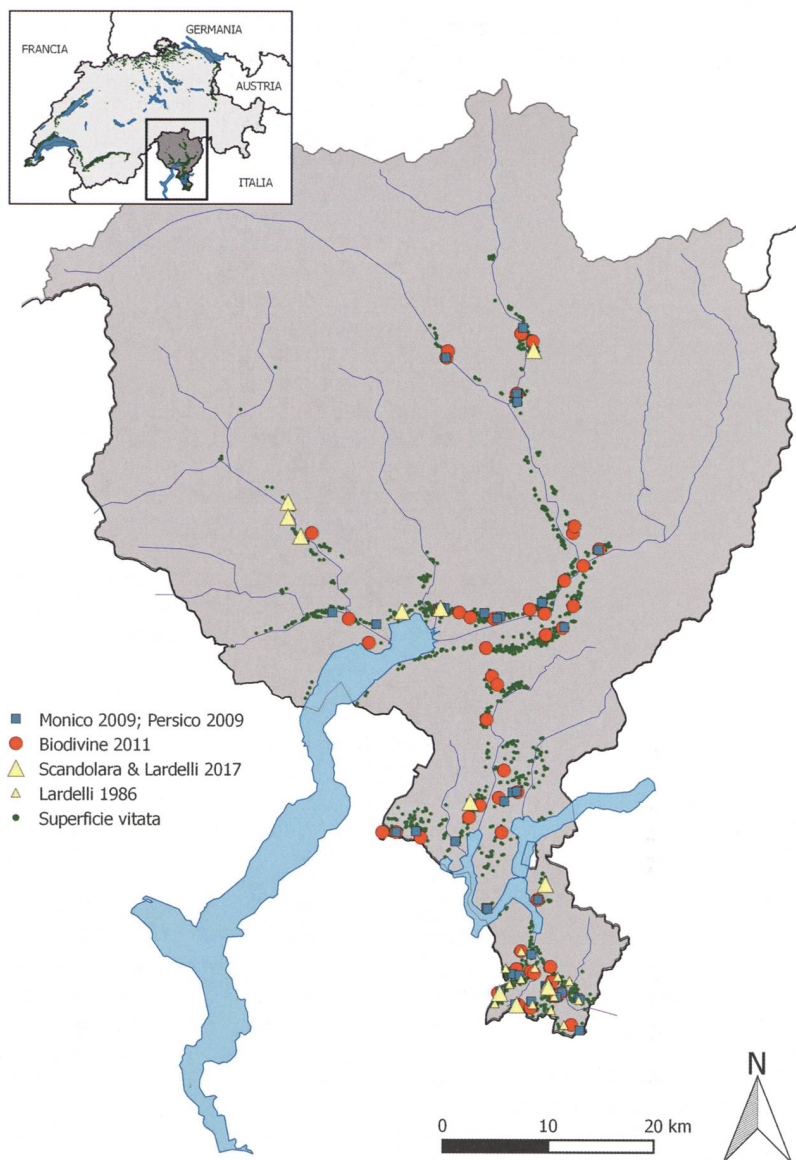 GERMANIA
FRANCIA
AUSTRIA
ITALIA
Monico 2009; Persico 2009
Biodivine 2011
Scandolara & Lardelli 2017
Lardelli 1986
Superficie vitata
N
0 10 20 km